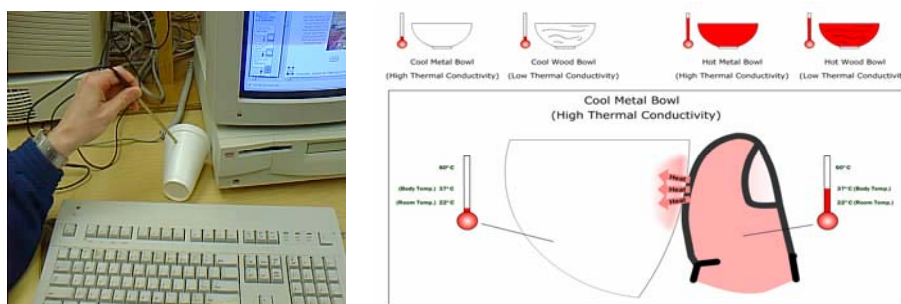 Cool Metal Bowl
(High Thermal Conductivity)
Cool Wood Bowl
(Low Thermal Conductivity)
Hot Metal Bowl
(High Thermal Conductivity)
Hot Wood Bowl
(Low Thermal Conductivity
Cool Metal Bowl
(High Thermal Conductivity)
60°C
(Body Temp.) 37°C
(Room Temp.) 22°C
Heat
Heat
Heat
60°C
37°C (Body Temp.)
22°C (Room Temp.)